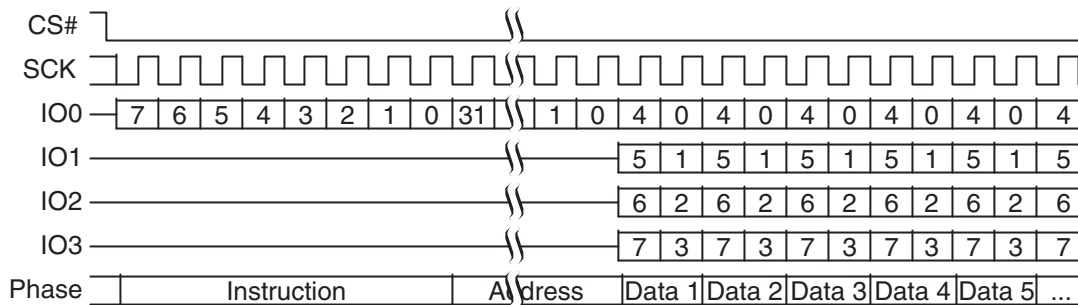 CS#
SCK
IO0 7 6 5 4 3 2 1 0 31 1 0 4 0 4 0 4 0 4 0 4 0 4
IO1 5 1 5 1 5 1 5 1 5 1 5
IO2 6 2 6 2 6 2 6 2 6 2 6
IO3 7 3 7 3 7 3 7 3 7 3 7
Phase Instruction Address Data 1 Data 2 Data 3 Data 4 Data 5 ...